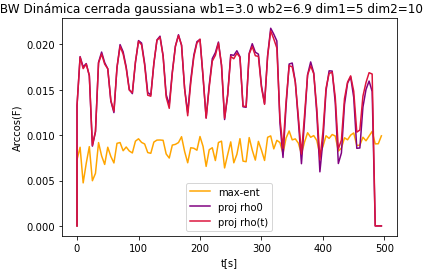 BW Dinámica cerrada gaussiana wb1=3.0 wb2=6.9 dim1=5 dim2=10
0.020
0.015
0.010
0.005
0.000
Arccos(F)
max-ent
proj rho0
proj rho(t)
0 100 200 300 400 500
t[s]